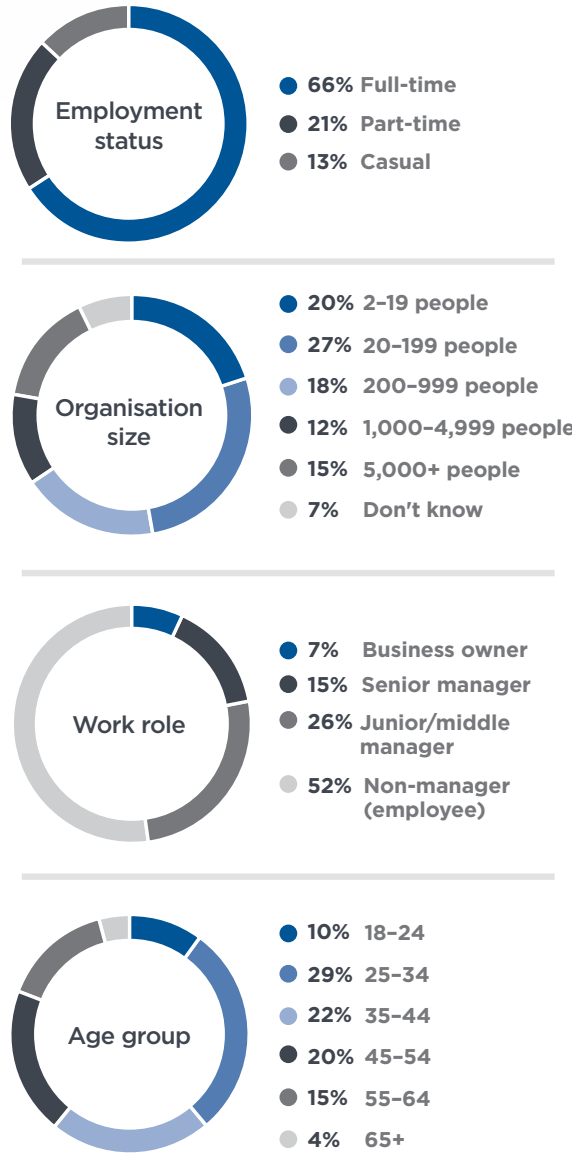 Employment
status
66% Full-time
21% Part-time
13% Casual
Organisation
size
20% 2–19 people
27% 20–199 people
18% 200–999 people
12% 1,000–4,999 people
15% 5,000+ people
7% Don't know
Work role
7% Business owner
15% Senior manager
26% Junior/middle
manager
52% Non-manager
(employee)
Age group
10% 18–24
29% 25–34
22% 35–44
20% 45–54
15% 55–64
4% 65+